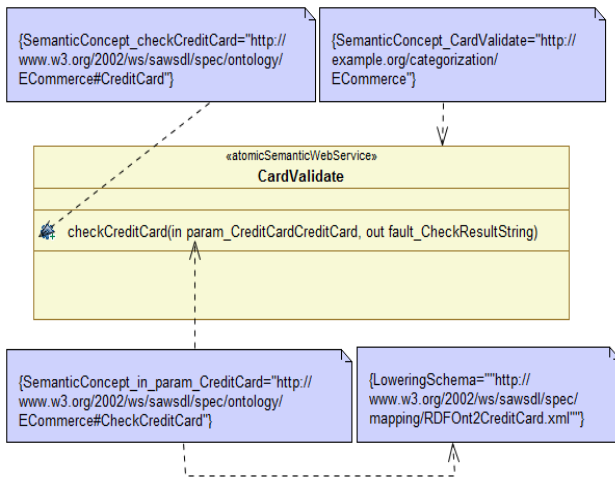 {SemanticConcept_checkCreditCard="http://
www.w3.org/2002/ws/sawsdl/spec/ontology/
ECommerce#CreditCard"}
{SemanticConcept_CardValidate="http://
example.org/categorization/
ECommerce"}
«atomicSemanticWebService»
CardValidate
checkCreditCard(in param_CreditCardCreditCard, out fault_CheckResultString)
{SemanticConcept_in_param_CreditCard="http://
www.w3.org/2002/ws/sawsdl/spec/ontology/
ECommerce#CheckCreditCard"}
{LoweringSchema=""http://
www.w3.org/2002/ws/sawsdl/spec/
mapping/RDFOnt2CreditCard.xml""}